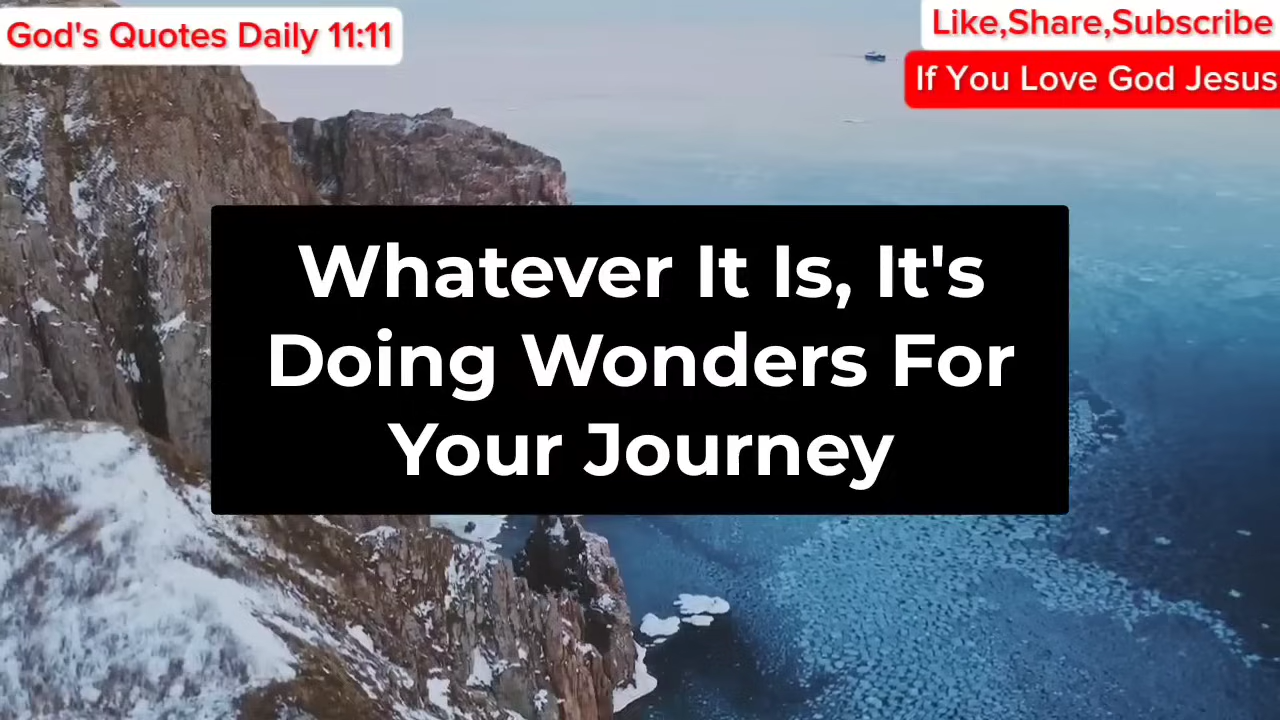 God's Quotes Daily 11:11
Like,Share,Subscribe
If You Love God Jesus
Whatever It Is, It's
Doing Wonders For
Your Journey